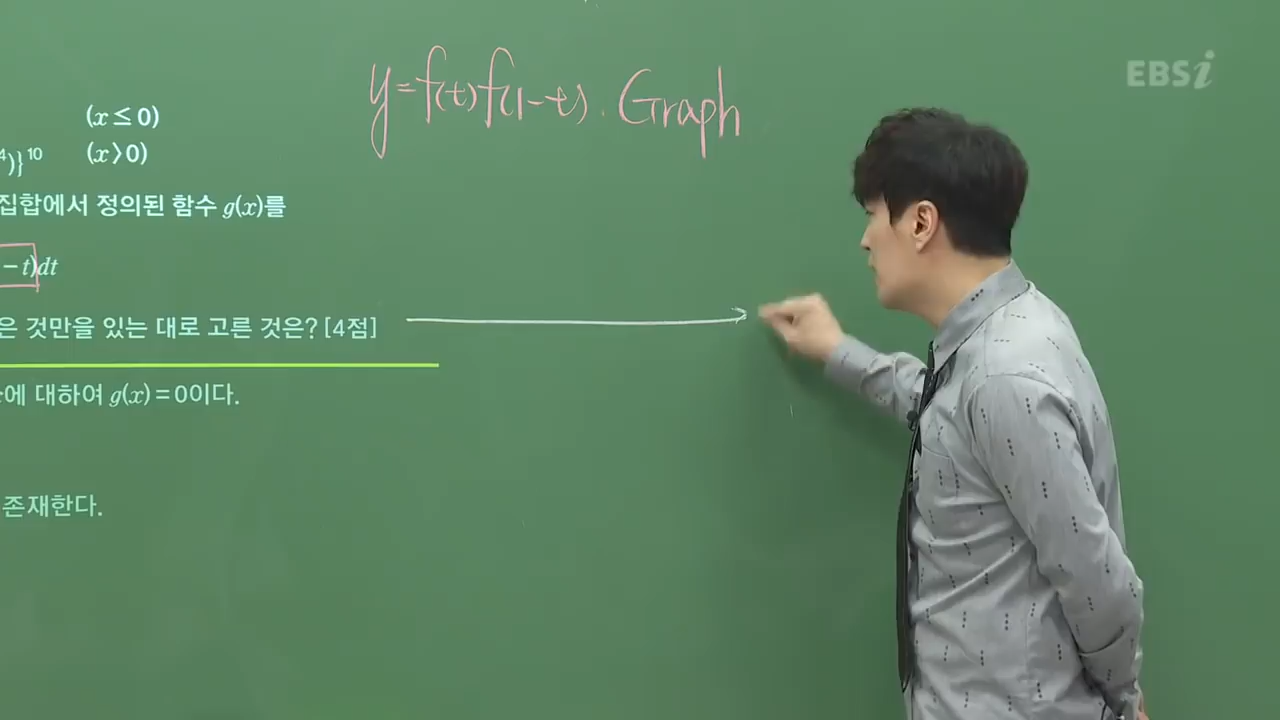 y=f(t)f(1-t). Graph
EBSi
(x≤0)
⁴)}¹⁰ (x>0)
집합에서 정의된 함수 g(x)를
-t)dt
은 것만을 있는 대로 고른 것은? [4점]
에 대하여 g(x)=0이다.
존재한다.